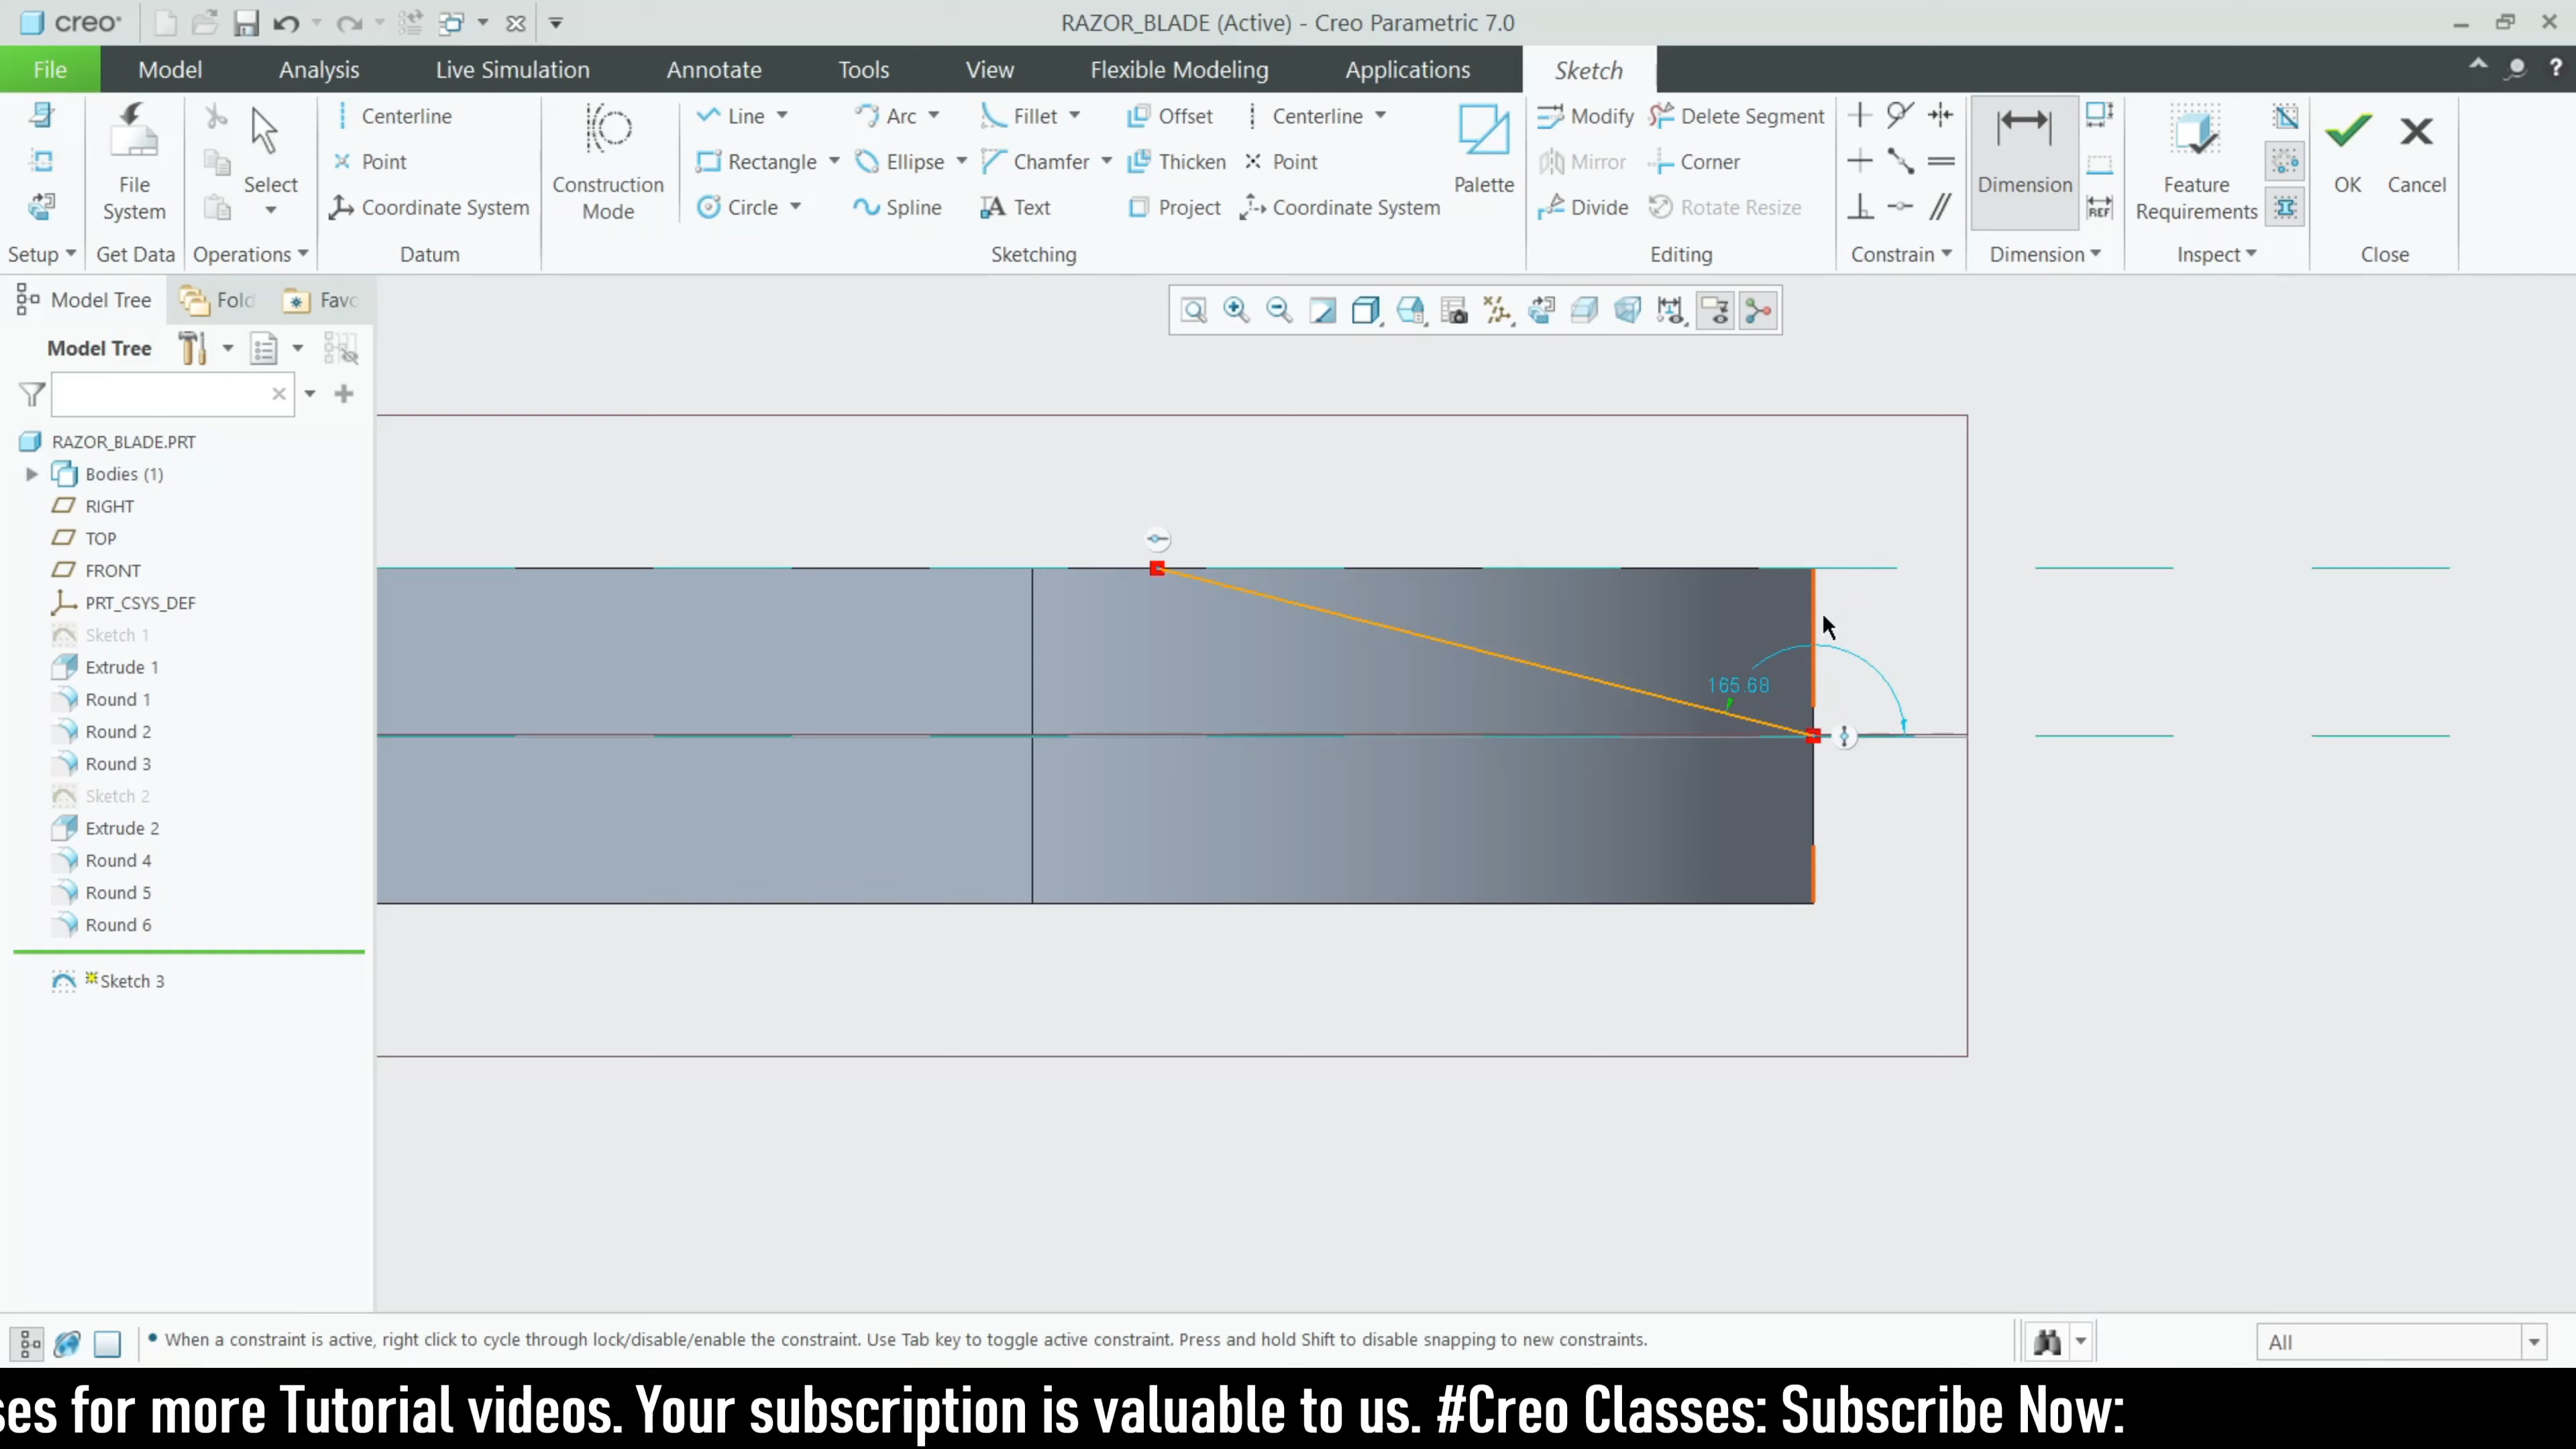 creo
RAZOR_BLADE (Active) - Creo Parametric 7.0
File Model Analysis Live Simulation Annotate Tools View Flexible Modeling Applications Sketch
File System
Select
Centerline
Point
Coordinate System
Construction Mode
Line Arc Fillet Offset Centerline
Rectangle Ellipse Chamfer Thicken Point
Circle Spline Text Project Coordinate System
Palette
Modify Delete Segment
Mirror Corner
Divide Rotate Resize
Dimension
REF
Feature Requirements
OK Cancel
Setup Get Data Operations Datum Sketching Editing Constrain Dimension Inspect Close
Model Tree Fold Favo
Model Tree
RAZOR_BLADE.PRT
Bodies (1)
RIGHT
TOP
FRONT
PRT_CSYS_DEF
Sketch 1
Extrude 1
Round 1
Round 2
Round 3
Sketch 2
Extrude 2
Round 4
Round 5
Round 6
Sketch 3
165.68
When a constraint is active, right click to cycle through lock/disable/enable the constraint. Use Tab key to toggle active constraint. Press and hold Shift to disable snapping to new constraints.
All
ses for more Tutorial videos. Your subscription is valuable to us. #Creo Classes: Subscribe Now: